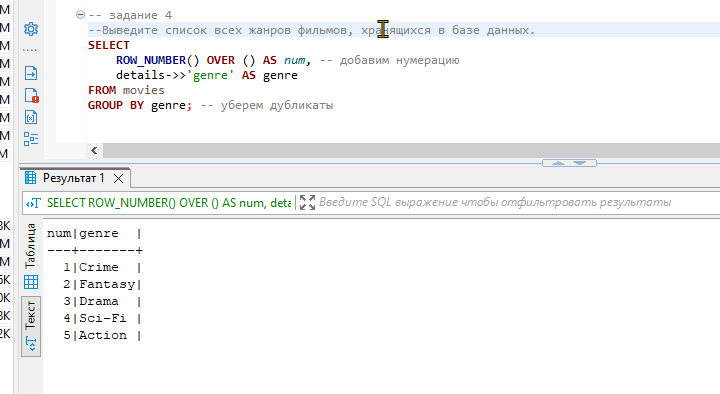 -- задание 4
--Выведите список всех жанров фильмов, хранящихся в базе данных.
SELECT
ROW_NUMBER() OVER () AS num, -- добавим нумерацию
details->>'genre' AS genre
FROM movies
GROUP BY genre; -- уберем дубликаты
Результат 1
SELECT ROW_NUMBER() OVER () AS num, deta
Введите SQL выражение чтобы отфильтровать результаты
Таблица
Текст
num|genre |
---+-------+
1|Crime |
2|Fantasy|
3|Drama |
4|Sci-Fi |
5|Action |